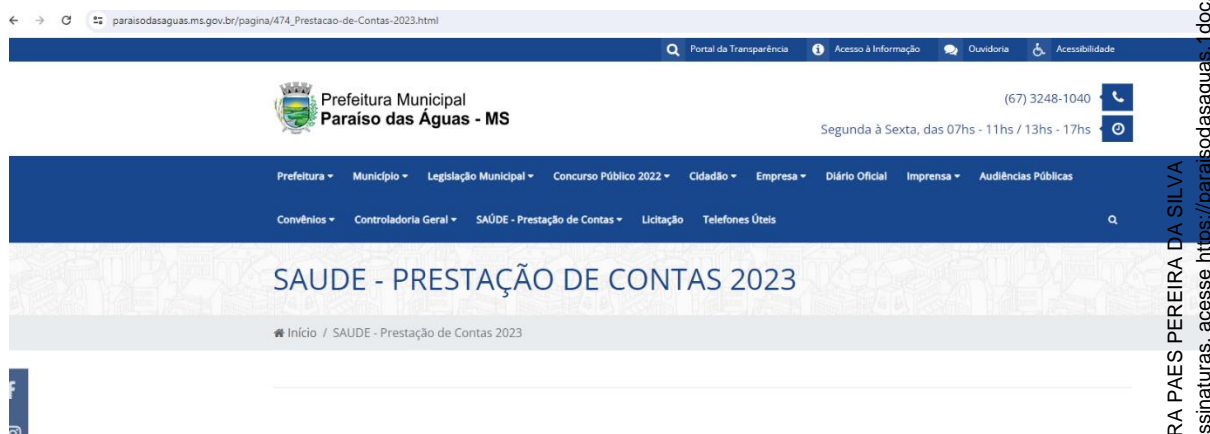 paraisodasaguas.ms.gov.br/pagina/474_Prestacao-de-Contas-2023.html
Portal da Transparência Acesso à Informação Ouvidoria Acessibilidade
Prefeitura Municipal
Paraíso das Águas - MS
(67) 3248-1040
Segunda à Sexta, das 07hs - 11hs / 13hs - 17hs
Prefeitura Município Legislação Municipal Concurso Público 2022 Cidadão Empresa Diário Oficial Imprensa Audiências Públicas
Convênios Controladoria Geral SAÚDE - Prestação de Contas Licitação Telefones Úteis
SAUDE - PRESTAÇÃO DE CONTAS 2023
Início / SAUDE - Prestação de Contas 2023
RA PAES PEREIRA DA SILVA
ssinaturas, acesse https://paraisodasaguas.1doc.